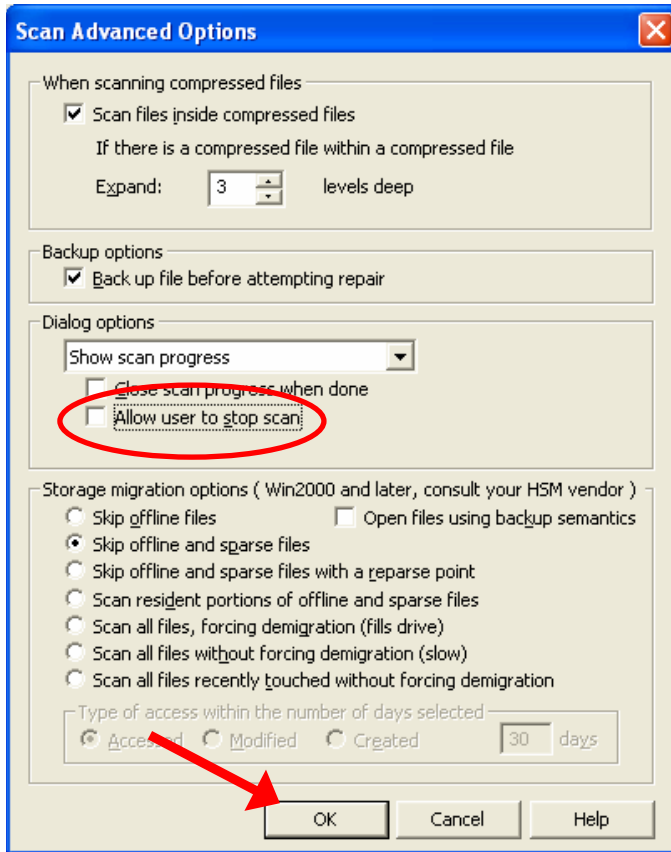 Scan Advanced Options
When scanning compressed files
Scan files inside compressed files
If there is a compressed file within a compressed file
Expand: 3 levels deep
Backup options
Back up file before attempting repair
Dialog options
Show scan progress
Close scan progress when done
Allow user to stop scan
Storage migration options ( Win2000 and later, consult your HSM vendor )
Skip offline files Open files using backup semantics
Skip offline and sparse files
Skip offline and sparse files with a reparse point
Scan resident portions of offline and sparse files
Scan all files, forcing demigration (fills drive)
Scan all files without forcing demigration (slow)
Scan all files recently touched without forcing demigration
Type of access within the number of days selected
Accessed Modified Created 30 days
OK Cancel Help